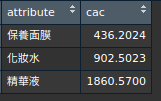 attribute cac
保養面膜 436.2024
化妝水 902.5023
精華液 1860.5700